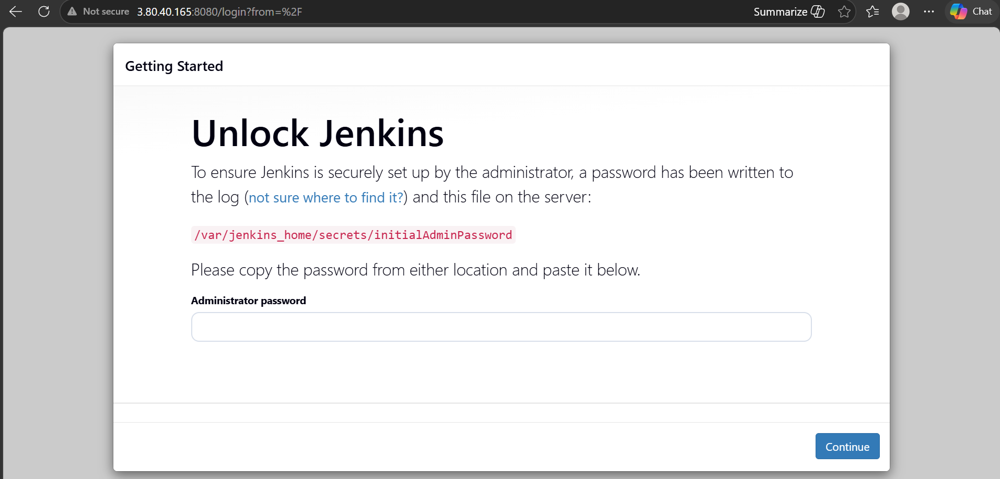 Not secure 3.80.40.165:8080/login?from=%2F Summarize Chat
Getting Started
Unlock Jenkins
To ensure Jenkins is securely set up by the administrator, a password has been written to
the log (not sure where to find it?) and this file on the server:
/var/jenkins_home/secrets/initialAdminPassword
Please copy the password from either location and paste it below.
Administrator password
Continue